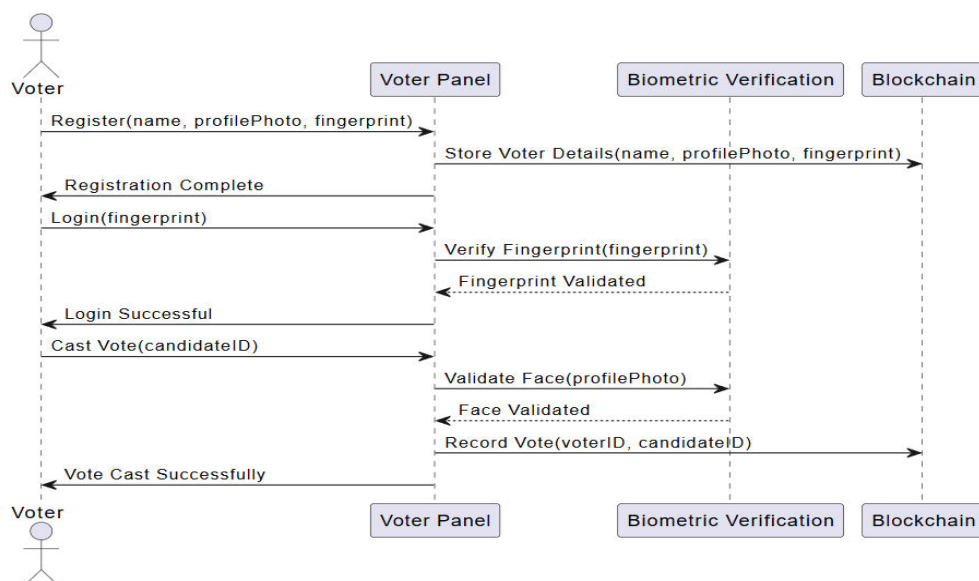 Voter
Voter Panel
Biometric Verification
Blockchain
Register(name, profilePhoto, fingerprint)
Store Voter Details(name, profilePhoto, fingerprint)
Registration Complete
Login(fingerprint)
Verify Fingerprint(fingerprint)
Fingerprint Validated
Login Successful
Cast Vote(candidateID)
Validate Face(profilePhoto)
Face Validated
Record Vote(voterID, candidateID)
Vote Cast Successfully
Voter
Voter Panel
Biometric Verification
Blockchain